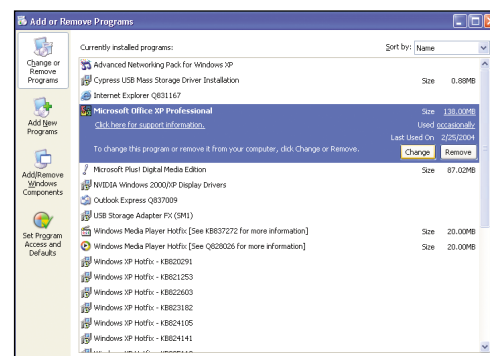 Add or Remove Programs
Change or
Remove
Programs
Add New
Programs
Add/Remove
Windows
Components
Set Program
Access and
Defaults
Currently installed programs:
Sort by: Name
Advanced Networking Pack for Windows XP
Cypress USB Mass Storage Driver Installation Size 0.88MB
Internet Explorer Q831167
Microsoft Office XP Professional Size 138.00MB
Click here for support information. Used occasionally
Last Used On 2/25/2004
To change this program or remove it from your computer, click Change or Remove. Change Remove
Microsoft Plus! Digital Media Edition Size 87.02MB
NVIDIA Windows 2000/XP Display Drivers
Outlook Express Q837009
USB Storage Adapter FX (SM1)
Windows Media Player Hotfix [See KB837272 for more information] Size 20.00MB
Windows Media Player Hotfix [See Q828026 for more information] Size 20.00MB
Windows XP Hotfix - KB820291
Windows XP Hotfix - KB821253
Windows XP Hotfix - KB822603
Windows XP Hotfix - KB823182
Windows XP Hotfix - KB824105
Windows XP Hotfix - KB824141